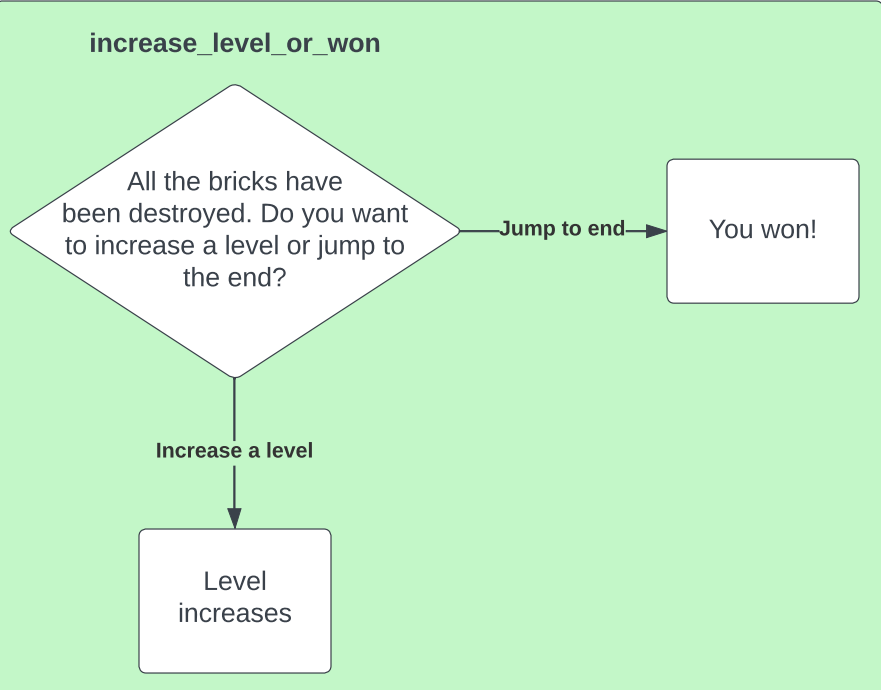 increase_level_or_won
All the bricks have
been destroyed. Do you want
to increase a level or jump to
the end?
Jump to end
You won!
Increase a level
Level
increases